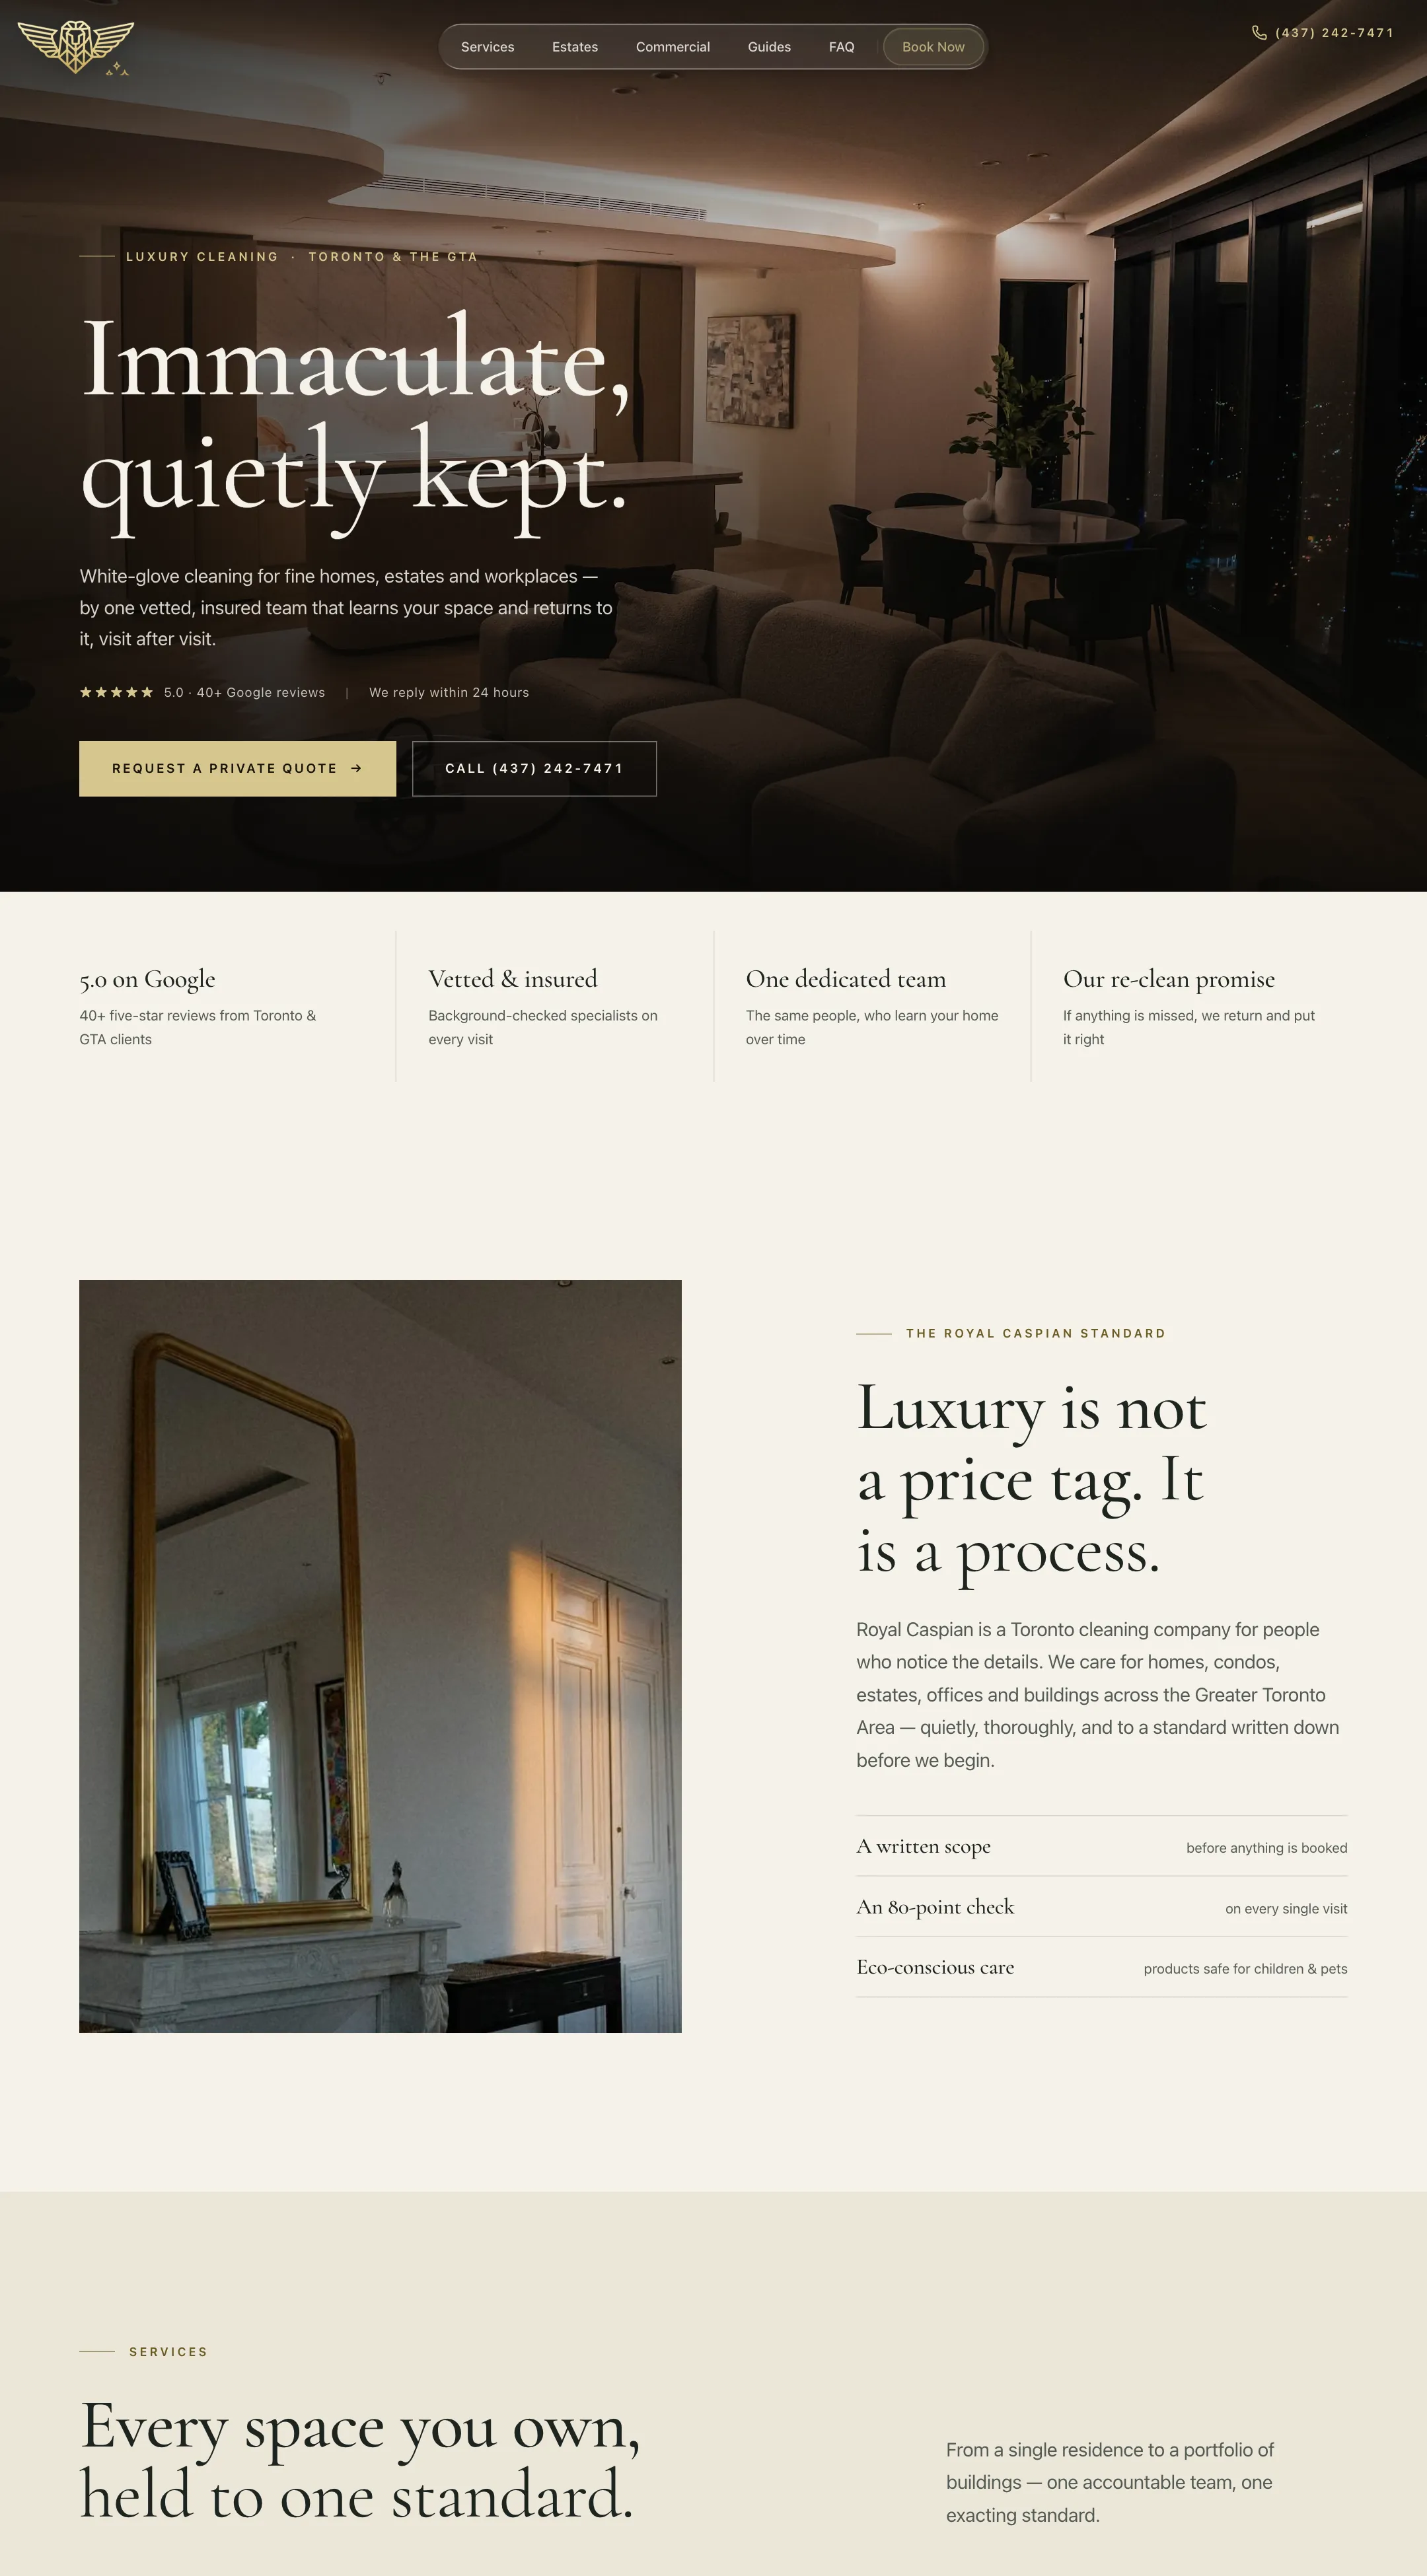 Services Estates Commercial Guides FAQ Book Now
(437) 242-7471
LUXURY CLEANING · TORONTO & THE GTA
Immaculate,
quietly kept.
White-glove cleaning for fine homes, estates and workplaces —
by one vetted, insured team that learns your space and returns to
it, visit after visit.
★★★★★ 5.0 · 40+ Google reviews | We reply within 24 hours
REQUEST A PRIVATE QUOTE →
CALL (437) 242-7471
5.0 on Google
40+ five-star reviews from Toronto &
GTA clients
Vetted & insured
Background-checked specialists on
every visit
One dedicated team
The same people, who learn your home
over time
Our re-clean promise
If anything is missed, we return and put
it right
THE ROYAL CASPIAN STANDARD
Luxury is not
a price tag. It
is a process.
Royal Caspian is a Toronto cleaning company for people
who notice the details. We care for homes, condos,
estates, offices and buildings across the Greater Toronto
Area — quietly, thoroughly, and to a standard written down
before we begin.
A written scope before anything is booked
An 80-point check on every single visit
Eco-conscious care products safe for children & pets
SERVICES
Every space you own,
held to one standard.
From a single residence to a portfolio of
buildings — one accountable team, one
exacting standard.